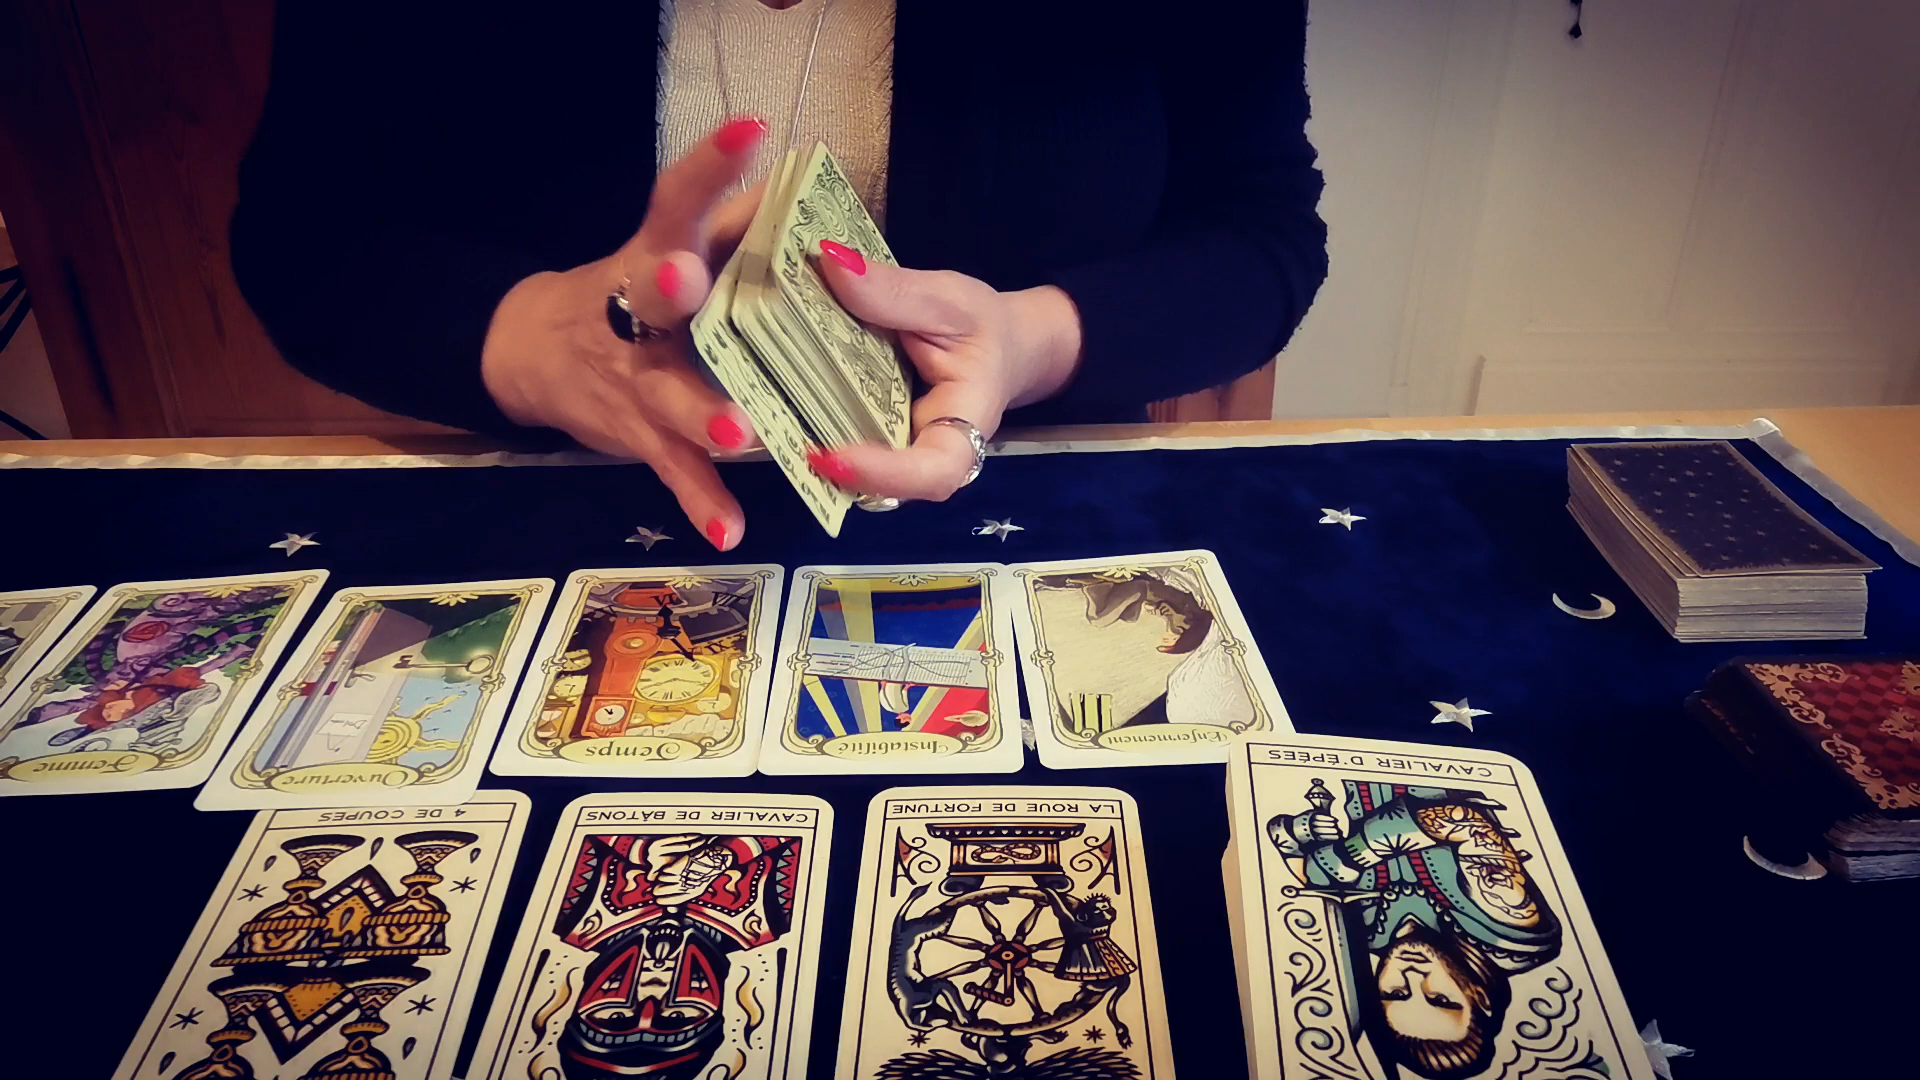 Femme
Ouverture
Temps
Instabilité
Enfermement
4 DE COUPES
CAVALIER DE BÂTONS
LA ROUE DE FORTUNE
CAVALIER D'ÉPÉES